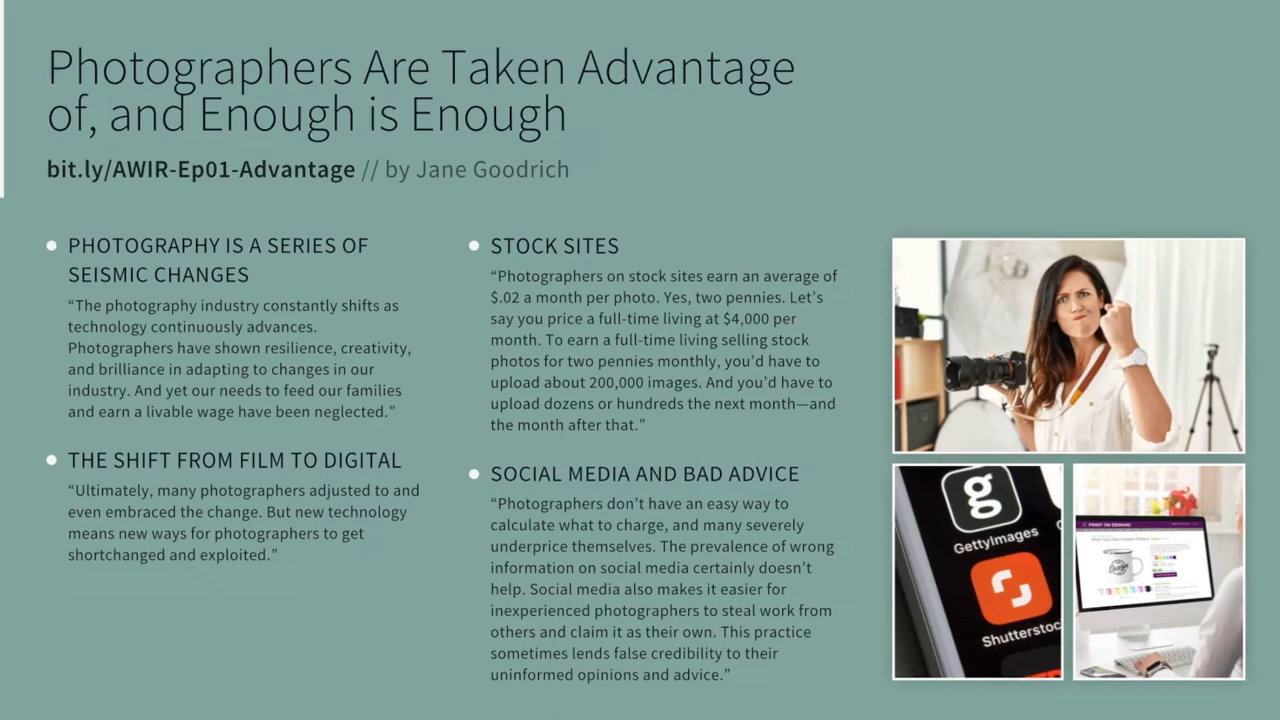 Photographers Are Taken Advantage
of, and Enough is Enough
bit.ly/AWIR-Ep01-Advantage // by Jane Goodrich
PHOTOGRAPHY IS A SERIES OF
SEISMIC CHANGES
“The photography industry constantly shifts as
technology continuously advances.
Photographers have shown resilience, creativity,
and brilliance in adapting to changes in our
industry. And yet our needs to feed our families
and earn a livable wage have been neglected.”
THE SHIFT FROM FILM TO DIGITAL
“Ultimately, many photographers adjusted to and
even embraced the change. But new technology
means new ways for photographers to get
shortchanged and exploited.”
STOCK SITES
“Photographers on stock sites earn an average of
$.02 a month per photo. Yes, two pennies. Let’s
say you price a full-time living at $4,000 per
month. To earn a full-time living selling stock
photos for two pennies monthly, you’d have to
upload about 200,000 images. And you’d have to
upload dozens or hundreds the next month—and
the month after that.”
SOCIAL MEDIA AND BAD ADVICE
“Photographers don’t have an easy way to
calculate what to charge, and many severely
underprice themselves. The prevalence of wrong
information on social media certainly doesn’t
help. Social media also makes it easier for
inexperienced photographers to steal work from
others and claim it as their own. This practice
sometimes lends false credibility to their
uninformed opinions and advice.”
g
GettyImages
Shutterstoc
PRINT ON DEMAND
Design